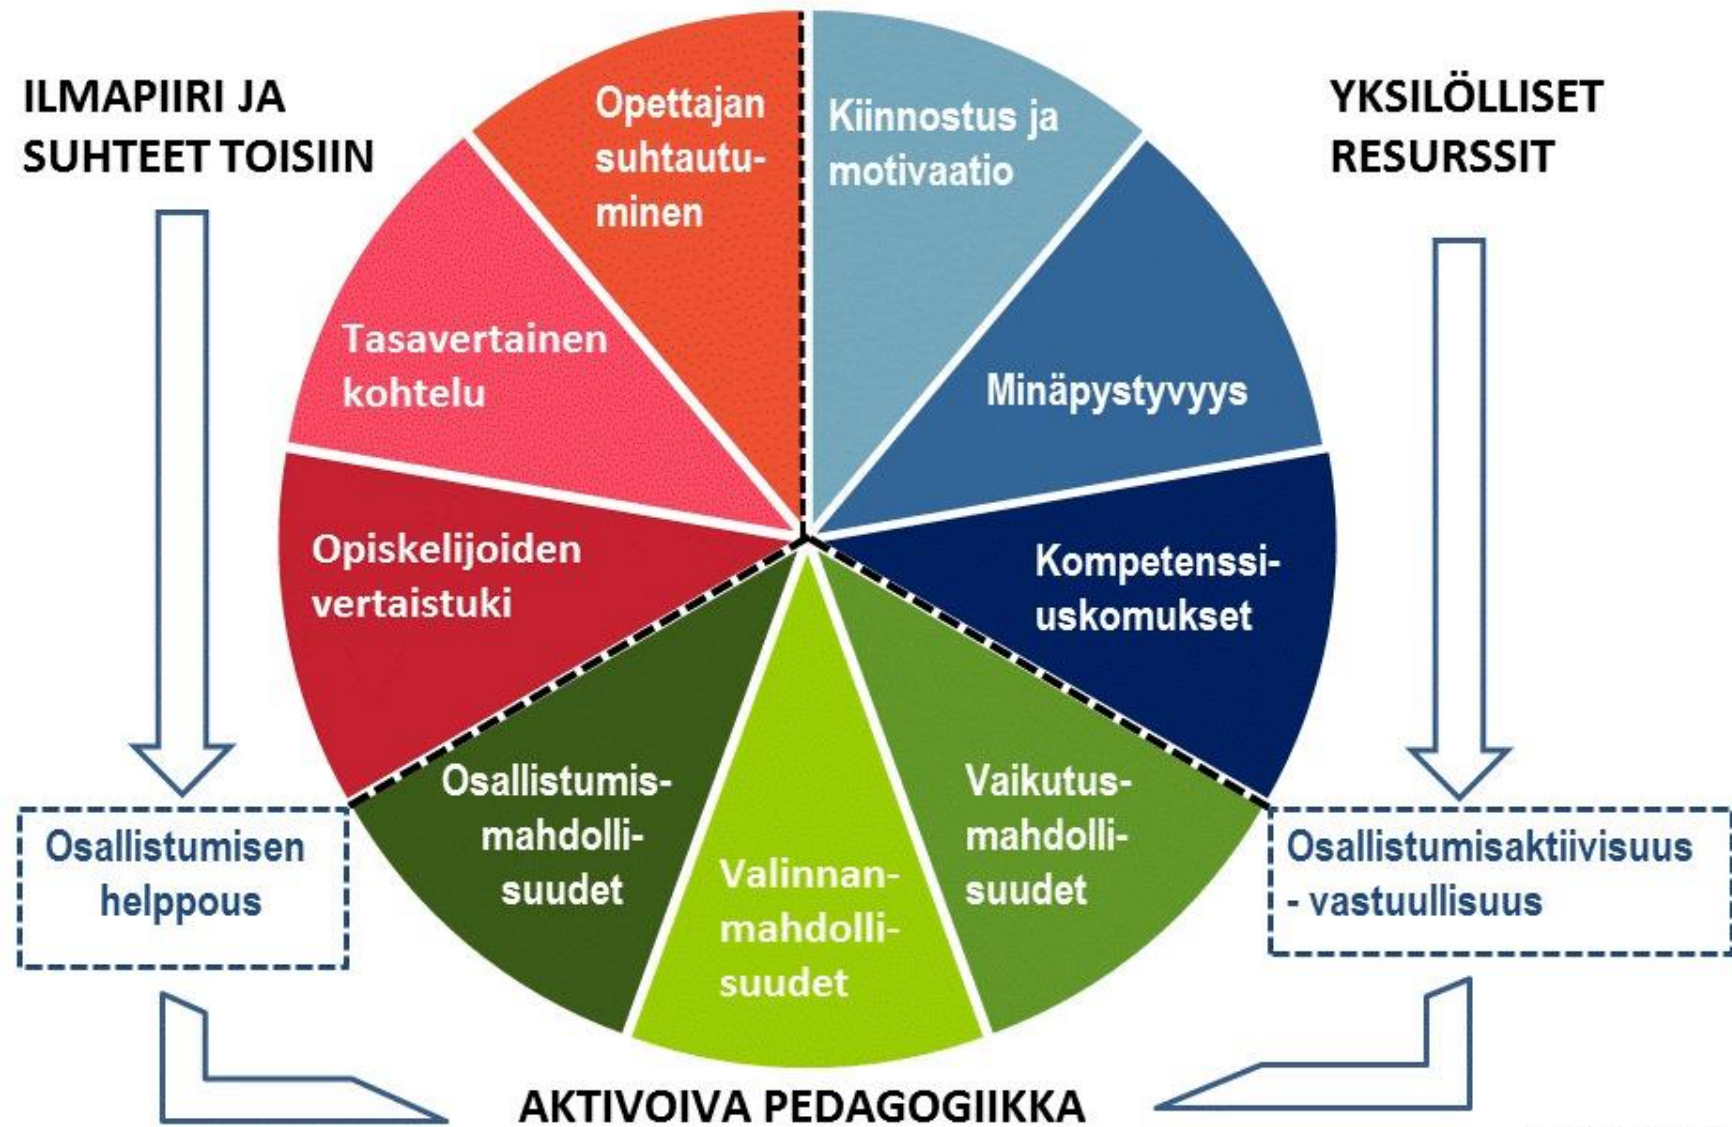 ILMAPIIRI JA
SUHTEET TOISIIN
YKSILÖLLISET
RESURSSIT
Opettajan
suhtautu-
minen
Kiinnostus ja
motivaatio
Tasavertainen
kohtelu
Minäpystyvyys
Opiskelijoiden
vertaistuki
Kompetenssi-
uskomukset
Osallistumis-
mahdolli-
suudet
Valinnan-
mahdolli-
suudet
Vaikutus-
mahdolli-
suudet
Osallistumisen
helppous
Osallistumisaktiivisuus
- vastuullisuus
AKTIVOIVA PEDAGOGIIKKA